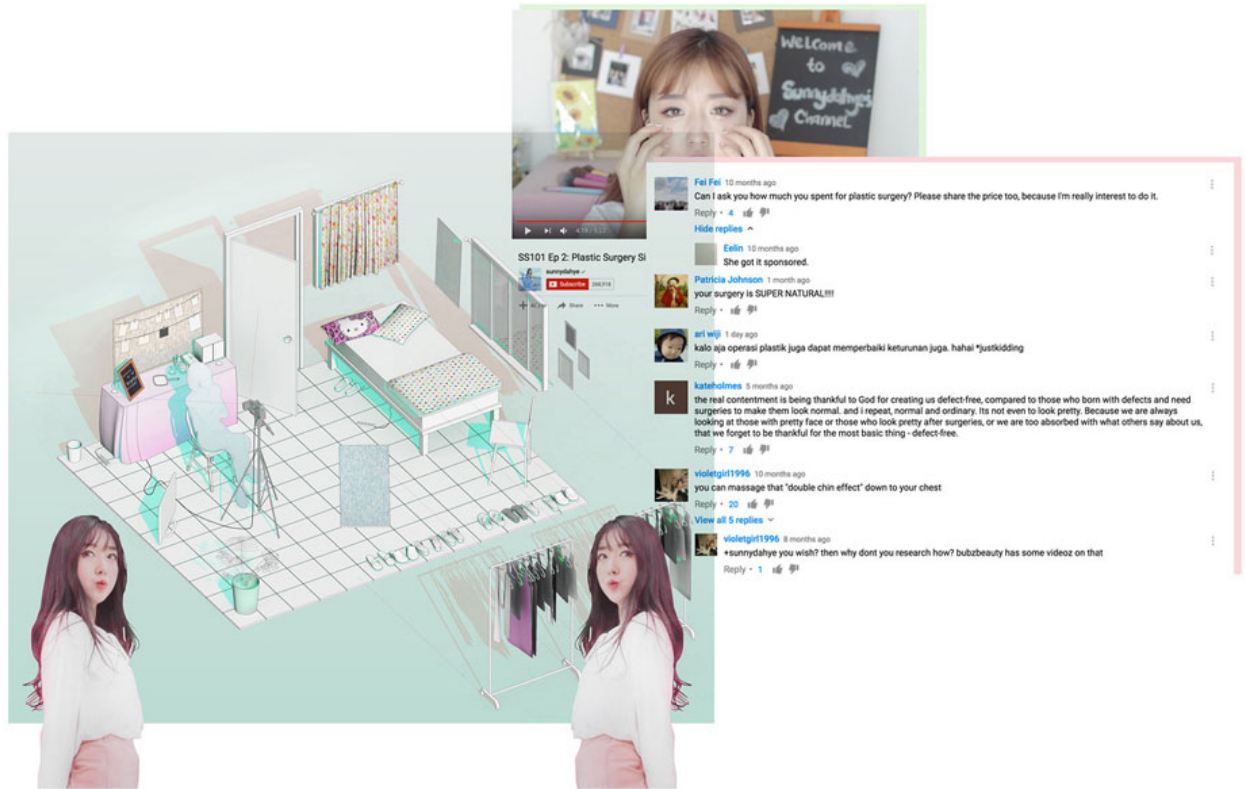 Welcome
to
Sunnydahyes
Channel
SS101 Ep 2: Plastic Surgery Si
sunnydahye
Subscribe
Share
More
Fei Fei 10 months ago
Can I ask you how much you spent for plastic surgery? Please share the price too, because I'm really interest to do it.
Reply • 4
Hide replies
Eelin 10 months ago
She got it sponsored.
Patricia Johnson 1 month ago
your surgery is SUPER NATURAL!!!!
Reply •
ari wiji 1 day ago
kalo aja operasi plastik juga dapat memperbaiki keturunan juga. hahai *justkidding
Reply •
k
kateholmes 5 months ago
the real contentment is being thankful to God for creating us defect-free, compared to those who born with defects and need
surgeries to make them look normal. and i repeat, normal and ordinary. Its not even to look pretty. Because we are always
looking at those with pretty face or those who look pretty after surgeries, or we are too absorbed with what others say about us,
that we forget to be thankful for the most basic thing - defect-free.
Reply • 7
violetgirl1996 10 months ago
you can massage that "double chin effect" down to your chest
Reply • 20
View all 5 replies
violetgirl1996 8 months ago
+sunnydahye you wish? then why dont you research how? bubzbeauty has some videoz on that
Reply • 1